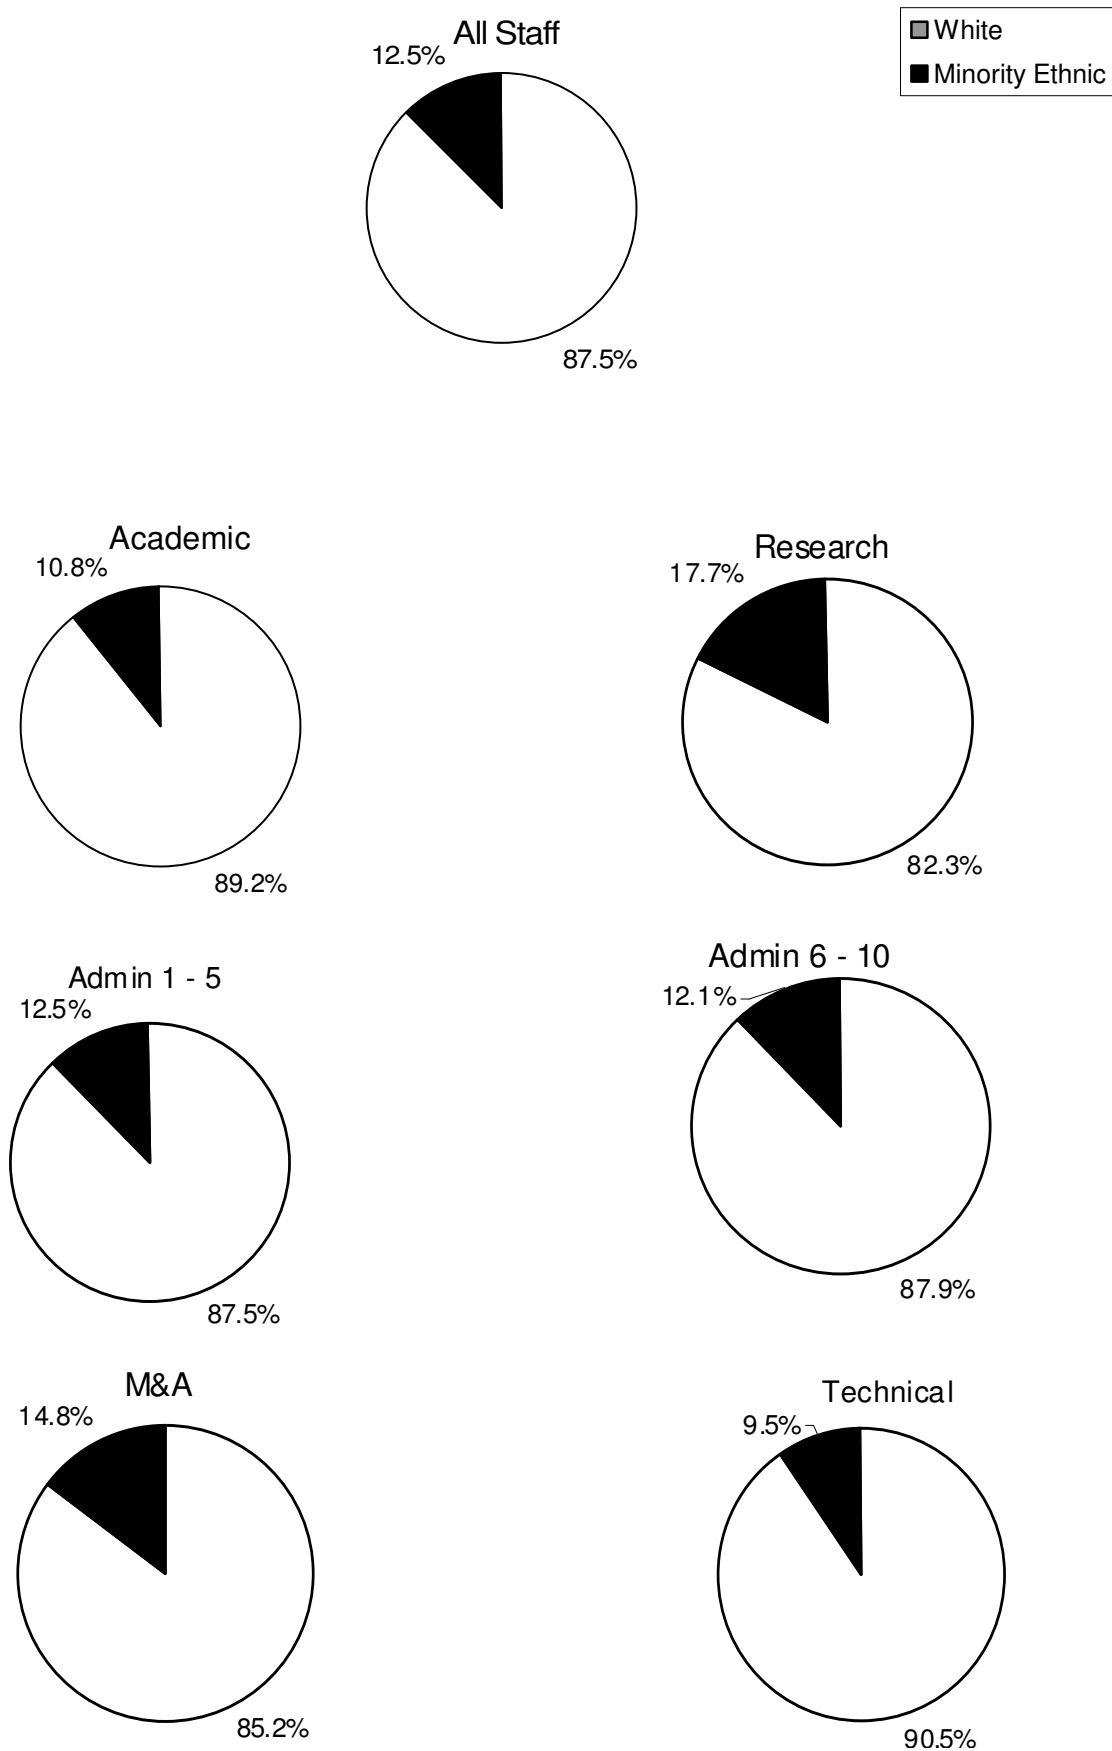 All Staff
12.5%
87.5%
White
Minority Ethnic
Academic
10.8%
89.2%
Research
17.7%
82.3%
Admin 1 - 5
12.5%
87.5%
Admin 6 - 10
12.1%
87.9%
M&A
14.8%
85.2%
Technical
9.5%
90.5%